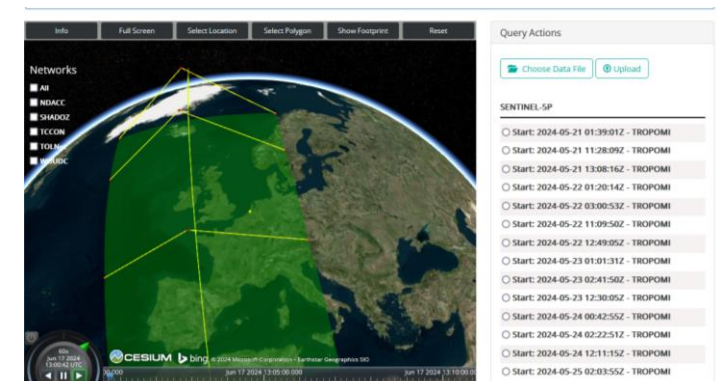 Info
Full Screen
Select Location
Select Polygon
Show Footprint
Reset
Networks
All
NDACC
SHADOZ
TCCON
60x
Jun 17 2024
13:00:42 UTC
CESIUM
bing
© 2024 Microsoft Corporation - Earthstar Geographics SIO
Jun 17 2024 13:05:00.000
Jun 17 2024 13:10:00
Query Actions
Choose Data File
Upload
SENTINEL-5P
Start: 2024-05-21 01:39:01Z - TROPOMI
Start: 2024-05-21 11:28:09Z - TROPOMI
Start: 2024-05-21 13:08:16Z - TROPOMI
Start: 2024-05-22 01:20:14Z - TROPOMI
Start: 2024-05-22 03:00:53Z - TROPOMI
Start: 2024-05-22 11:09:50Z - TROPOMI
Start: 2024-05-22 12:49:05Z - TROPOMI
Start: 2024-05-23 01:01:31Z - TROPOMI
Start: 2024-05-23 02:41:50Z - TROPOMI
Start: 2024-05-23 12:30:05Z - TROPOMI
Start: 2024-05-24 00:42:55Z - TROPOMI
Start: 2024-05-24 02:22:51Z - TROPOMI
Start: 2024-05-24 12:11:15Z - TROPOMI
Start: 2024-05-25 02:03:55Z - TROPOMI